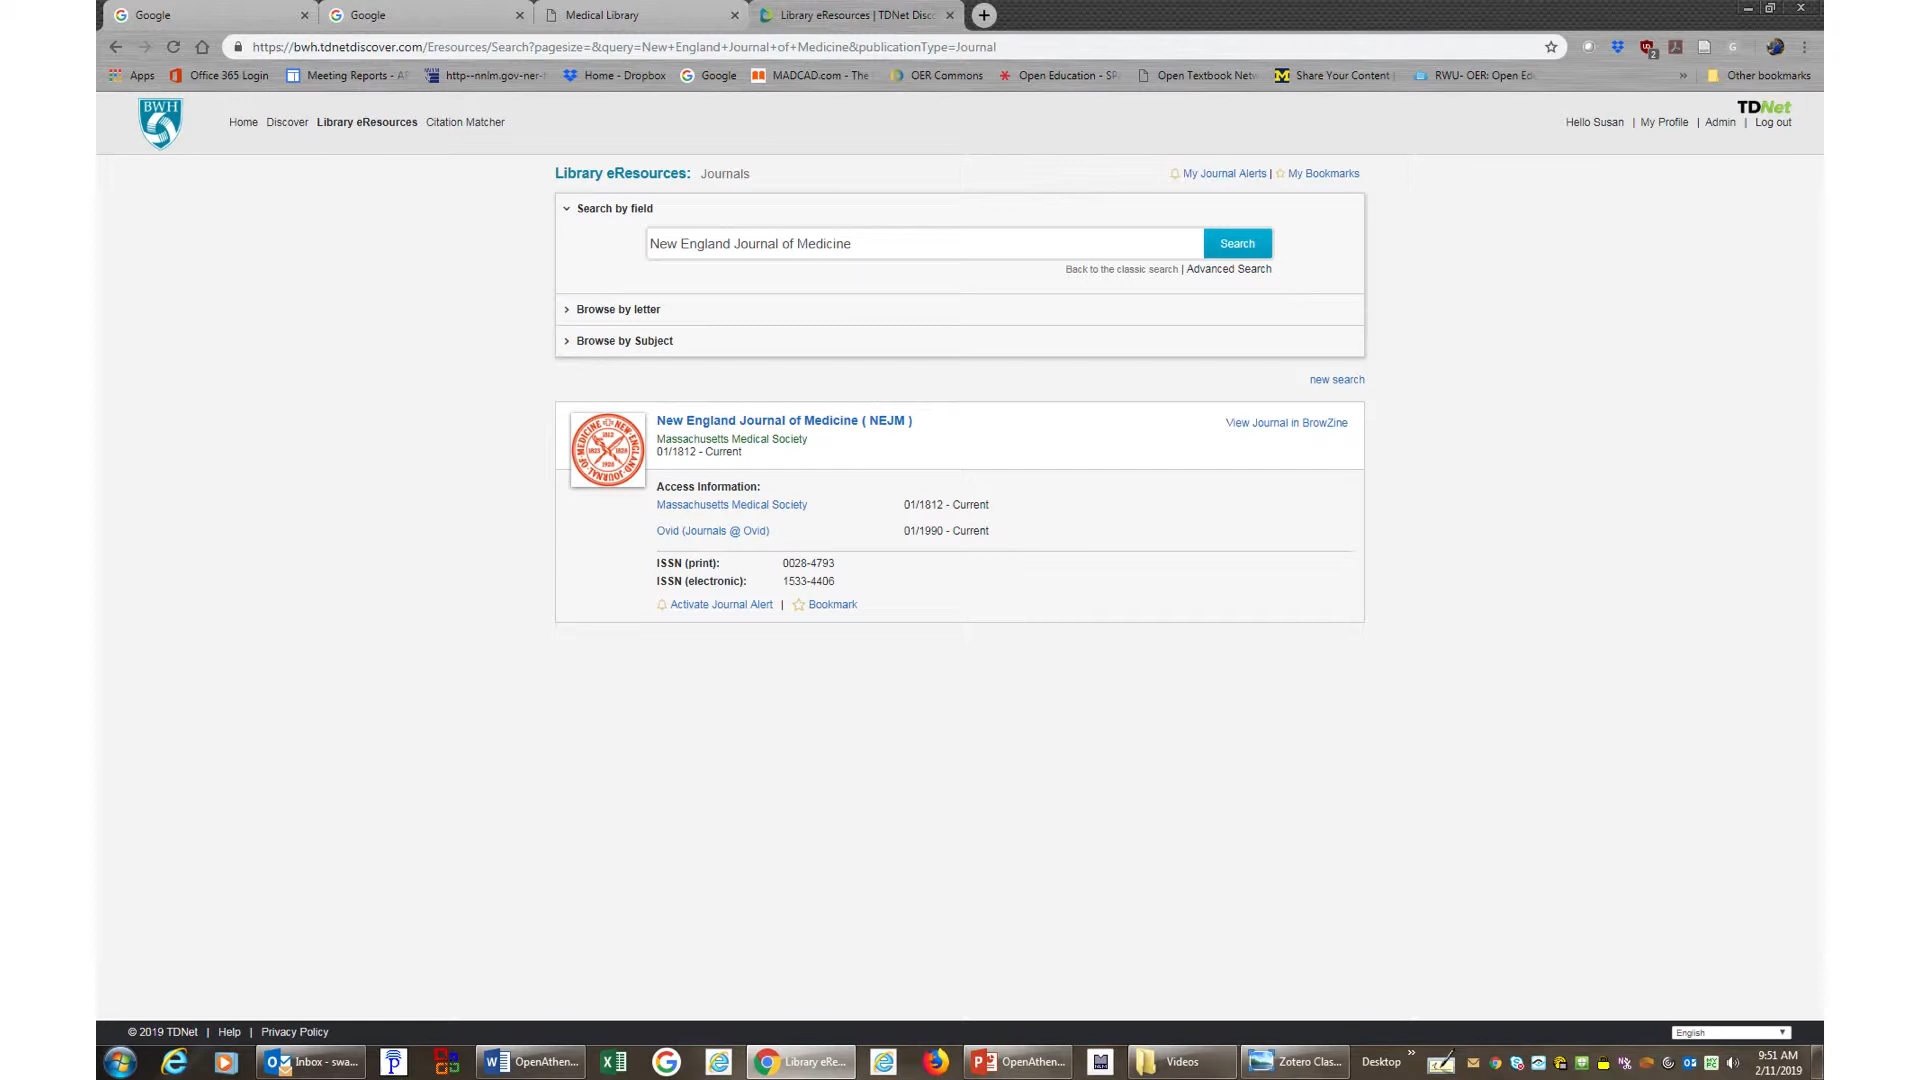 Google
Google
Medical Library
Library eResources | TDNet Disc
https://bwh.tdnetdiscover.com/Eresources/Search?pagesize=&query=New+England+Journal+of+Medicine&publicationType=Journal
Apps
Office 365 Login
Meeting Reports - A
http--nnlm.gov-ner-
Home - Dropbox
Google
MADCAD.com - The
OER Commons
Open Education - SP
Open Textbook Net
Share Your Content
RWU- OER: Open Ed
»
Other bookmarks
BWH
Home Discover Library eResources Citation Matcher
TDNet
Hello Susan | My Profile | Admin | Log out
Library eResources: Journals
My Journal Alerts | My Bookmarks
Search by field
New England Journal of Medicine
Search
Back to the classic search | Advanced Search
Browse by letter
Browse by Subject
new search
New England Journal of Medicine ( NEJM )
View Journal in BrowZine
Massachusetts Medical Society
01/1812 - Current
Access Information:
Massachusetts Medical Society 01/1812 - Current
Ovid (Journals @ Ovid) 01/1990 - Current
ISSN (print): 0028-4793
ISSN (electronic): 1533-4406
Activate Journal Alert | Bookmark
© 2019 TDNet | Help | Privacy Policy
English
Inbox - swa...
OpenAthen...
Library eRe...
OpenAthen...
Videos
Zotero Clas...
Desktop
»
9:51 AM
2/11/2019